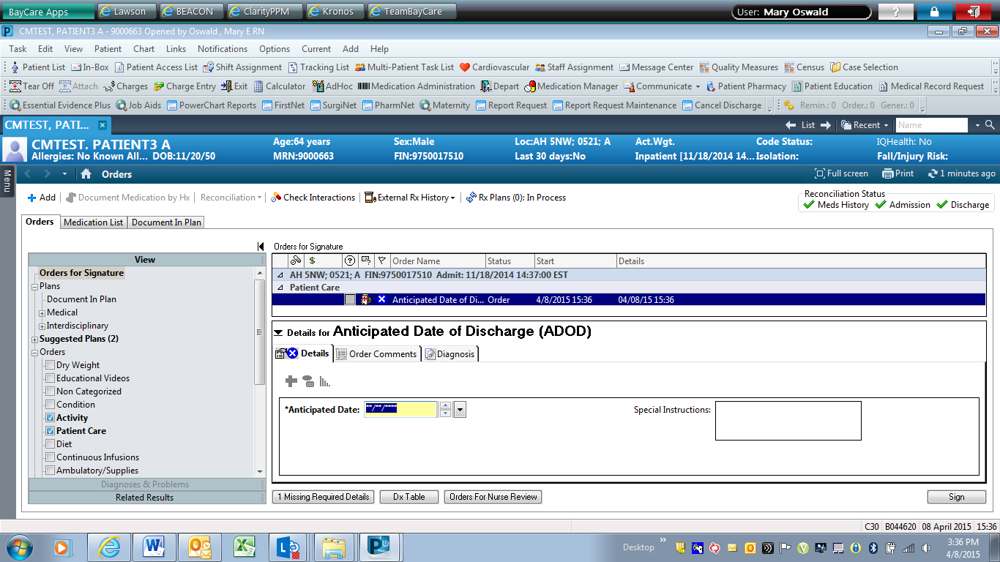 BayCare Apps Lawson BEACON ClarityPPM Kronos TeamBayCare User: Mary Oswald ?
CMTEST, PATIENT3 A - 9000663 Opened by Oswald , Mary E RN
Task Edit View Patient Chart Links Notifications Options Current Add Help
Patient List In-Box Patient Access List Shift Assignment Tracking List Multi-Patient Task List Cardiovascular Staff Assignment Message Center Quality Measures Census Case Selection
Tear Off Attach Charges Charge Entry Exit Calculator AdHoc Medication Administration Depart Medication Manager Communicate Patient Pharmacy Patient Education Medical Record Request
Essential Evidence Plus Job Aids PowerChart Reports FirstNet SurgiNet PharmNet Maternity Report Request Report Request Maintenance Cancel Discharge Remin.: 0 Order.: 0 Gener.: 0
CMTEST, PATI... List Recent Name
CMTEST, PATIENT3 A Age:64 years Sex:Male Loc:AH 5NW; 0521; A Act.Wgt. Code Status: IQHealth: No
Allergies: No Known All... DOB:11/20/50 MRN:9000663 FIN:9750017510 Last 30 days:No Inpatient [11/18/2014 14... Isolation: Fall/Injury Risk:
Menu
Orders Full screen Print 1 minutes ago
Add Document Medication by Hx Reconciliation Check Interactions External Rx History Rx Plans (0): In Process
Reconciliation Status
Meds History Admission Discharge
Orders Medication List Document In Plan
View
Orders for Signature
Plans
Document In Plan
Medical
Interdisciplinary
Suggested Plans (2)
Orders
Dry Weight
Educational Videos
Non Categorized
Condition
Activity
Patient Care
Diet
Continuous Infusions
Ambulatory/Supplies
Diagnoses & Problems
Related Results
Orders for Signature
$ ? Order Name Status Start Details
AH 5NW; 0521; A FIN:9750017510 Admit: 11/18/2014 14:37:00 EST
Patient Care
Anticipated Date of Di... Order 4/8/2015 15:36 04/08/15 15:36
Details for Anticipated Date of Discharge (ADOD)
Details Order Comments Diagnosis
*Anticipated Date: **/**/**** Special Instructions:
1 Missing Required Details Dx Table Orders For Nurse Review Sign
C30 B044620 08 April 2015 15:36
Desktop » 3:36 PM
4/8/2015